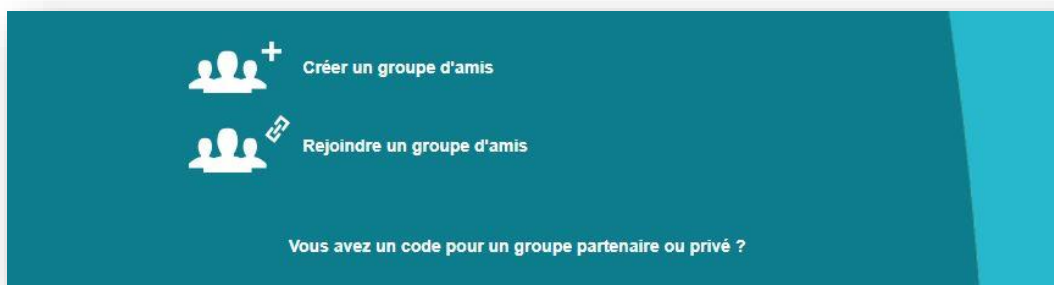 Créer un groupe d'amis
Rejoindre un groupe d'amis
Vous avez un code pour un groupe partenaire ou privé ?